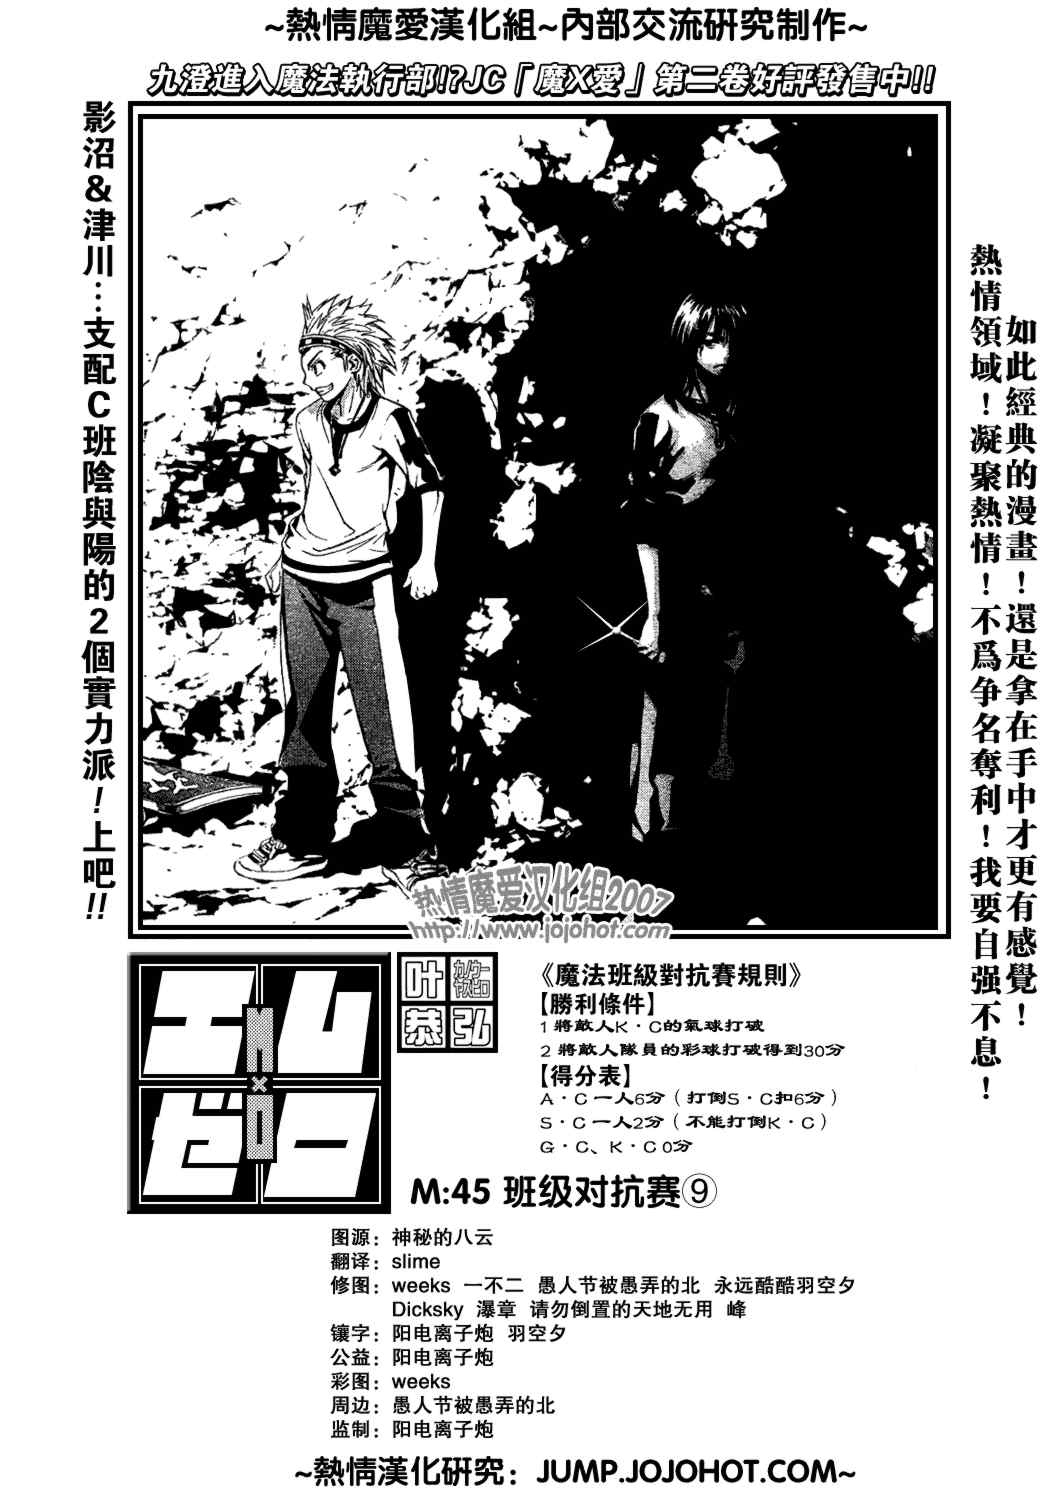 ~熱情魔愛漢化組~內部交流研究制作~
九澄進入魔法執行部!?JC「魔X愛」第二卷好評發售中!!
影沼&津川…支配C班陰與陽的2個實力派!上吧!!
如此經典的漫畫!還是拿在手中才更有感覺!
熱情領域!凝聚熱情!不爲争名奪利!我要自强不息!
热情魔爱汉化组2007
http://www.jojohot.com
エム
ゼロ
M×0
叶恭弘
カノウヤスヒロ
《魔法班級對抗賽規則》
【勝利條件】
1 將敵人K·C的氣球打破
2 將敵人隊員的彩球打破得到30分
【得分表】
A·C 一人6分(打倒S·C扣6分)
S·C 一人2分(不能打倒K·C)
G·C、K·C 0分
M:45 班级对抗赛⑨
图源:神秘的八云
翻译:slime
修图:weeks 一不二 愚人节被愚弄的北 永远酷酷羽空夕
Dicksky 瀑章 请勿倒置的天地无用 峰
镶字:阳电离子炮 羽空夕
公益:阳电离子炮
彩图:weeks
周边:愚人节被愚弄的北
监制:阳电离子炮
~熱情漢化研究:JUMP.JOJOHOT.COM~